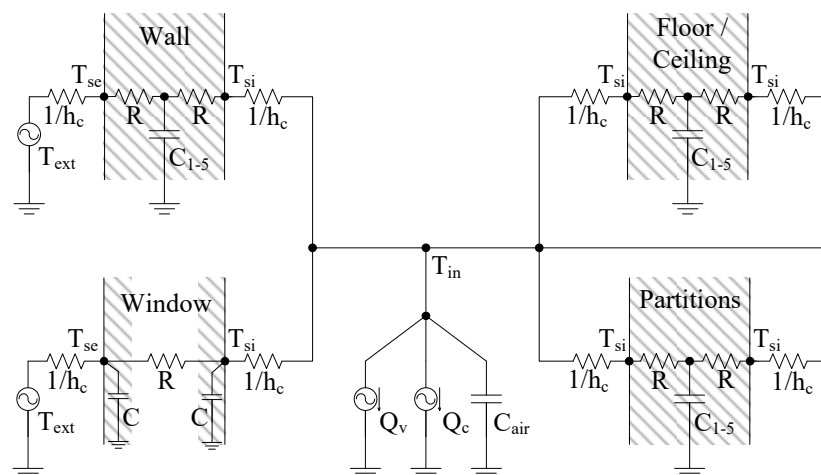 Wall
T_se
T_si
1/h_c
R
R
1/h_c
C_1-5
T_ext
Floor /
Ceiling
T_si
T_si
1/h_c
R
R
1/h_c
C_1-5
T_in
Window
T_se
T_si
1/h_c
R
1/h_c
C
C
T_ext
Q_v
Q_c
C_air
Partitions
T_si
T_si
1/h_c
R
R
1/h_c
C_1-5